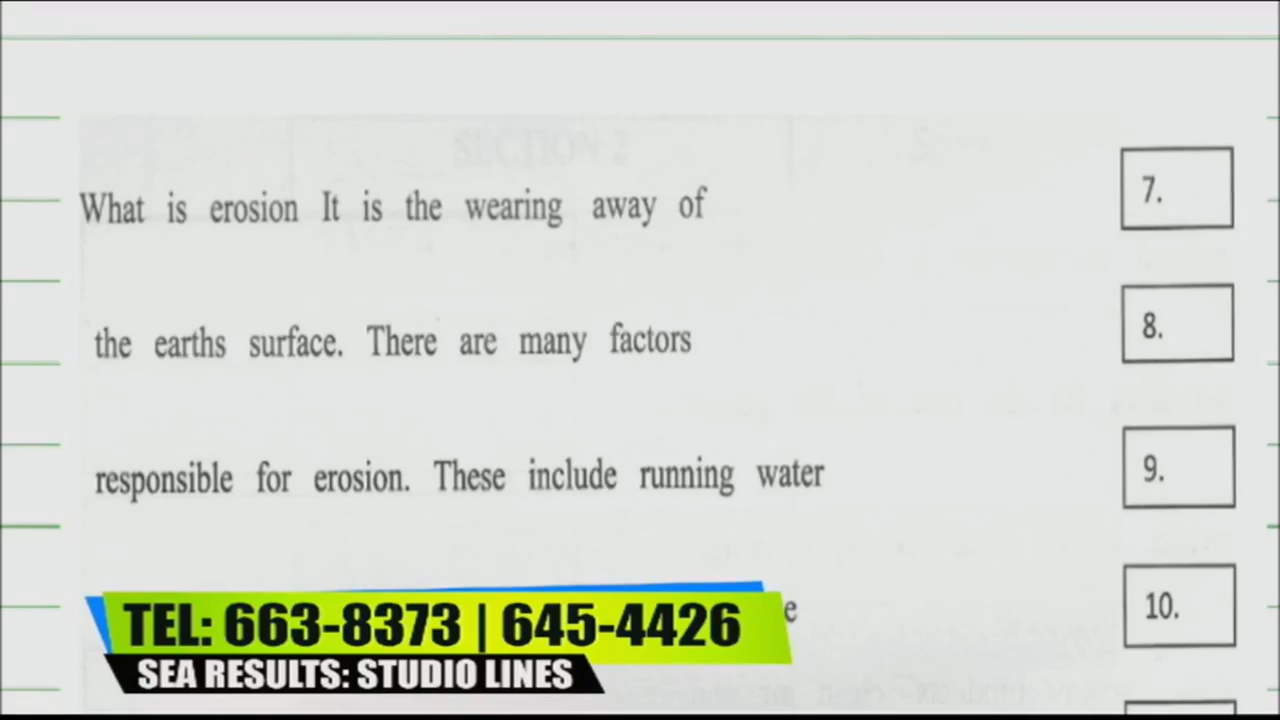 What is erosion It is the wearing away of
7.
the earths surface. There are many factors
8.
responsible for erosion. These include running water
9.
10.
TEL: 663-8373 | 645-4426
SEA RESULTS: STUDIO LINES